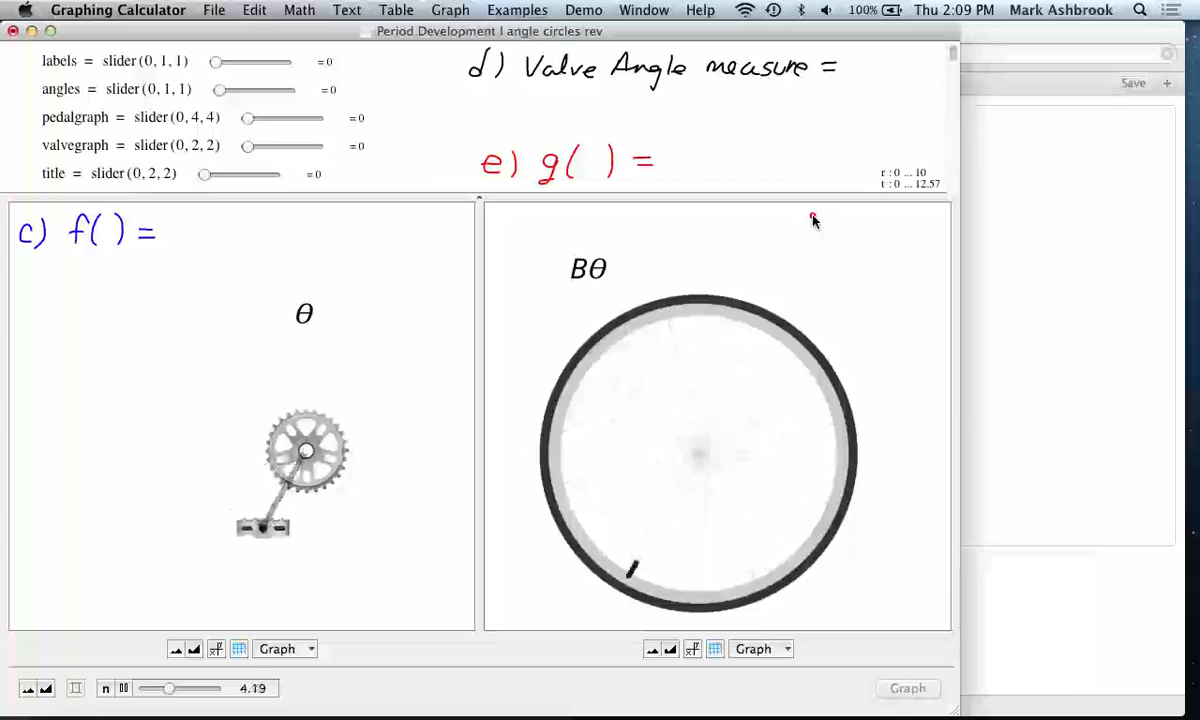 Graphing Calculator File Edit Math Text Table Graph Examples Demo Window Help 100% Thu 2:09 PM Mark Ashbrook
Period Development I angle circles rev
labels = slider (0, 1, 1) =0
angles = slider (0, 1, 1) =0
pedalgraph = slider (0, 4, 4) =0
valvegraph = slider (0, 2, 2) =0
title = slider (0, 2, 2) =0
d) Valve Angle measure =
e) g( ) =
r : 0 ... 10
t : 0 ... 12.57
Save +
c) f( ) =
θ
Bθ
Graph
Graph
n 4.19
Graph